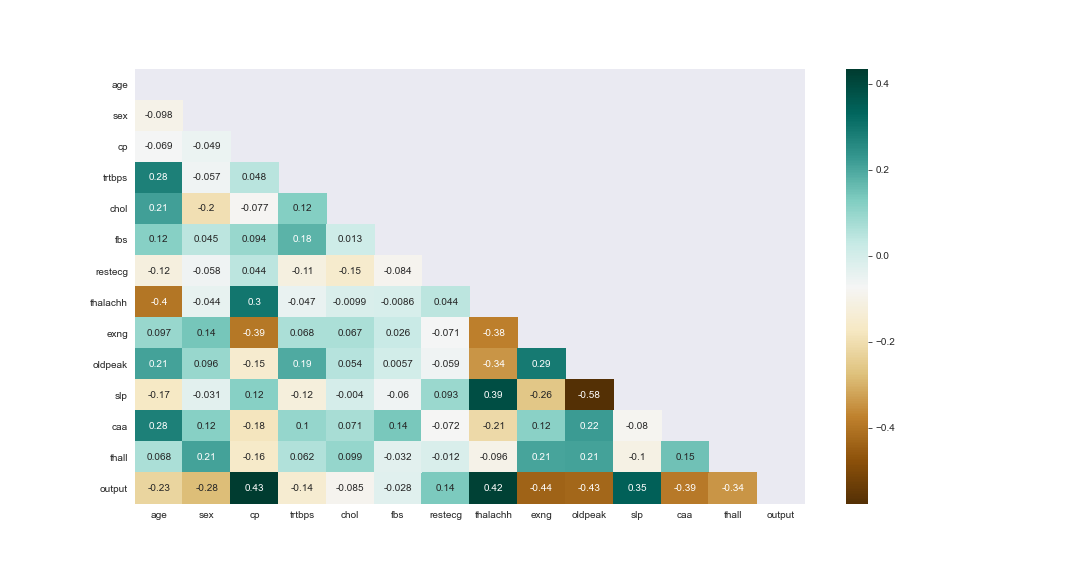 age
sex -0.098
cp -0.069 -0.049
trtbps 0.28 -0.057 0.048
chol 0.21 -0.2 -0.077 0.12
fbs 0.12 0.045 0.094 0.18 0.013
restecg -0.12 -0.058 0.044 -0.11 -0.15 -0.084
thalachh -0.4 -0.044 0.3 -0.047 -0.0099 -0.0086 0.044
exng 0.097 0.14 -0.39 0.068 0.067 0.026 -0.071 -0.38
oldpeak 0.21 0.096 -0.15 0.19 0.054 0.0057 -0.059 -0.34 0.29
slp -0.17 -0.031 0.12 -0.12 -0.004 -0.06 0.093 0.39 -0.26 -0.58
caa 0.28 0.12 -0.18 0.1 0.071 0.14 -0.072 -0.21 0.12 0.22 -0.08
thall 0.068 0.21 -0.16 0.062 0.099 -0.032 -0.012 -0.096 0.21 0.21 -0.1 0.15
output -0.23 -0.28 0.43 -0.14 -0.085 -0.028 0.14 0.42 -0.44 -0.43 0.35 -0.39 -0.34
age sex cp trtbps chol fbs restecg thalachh exng oldpeak slp caa thall output
0.4
0.2
0.0
-0.2
-0.4